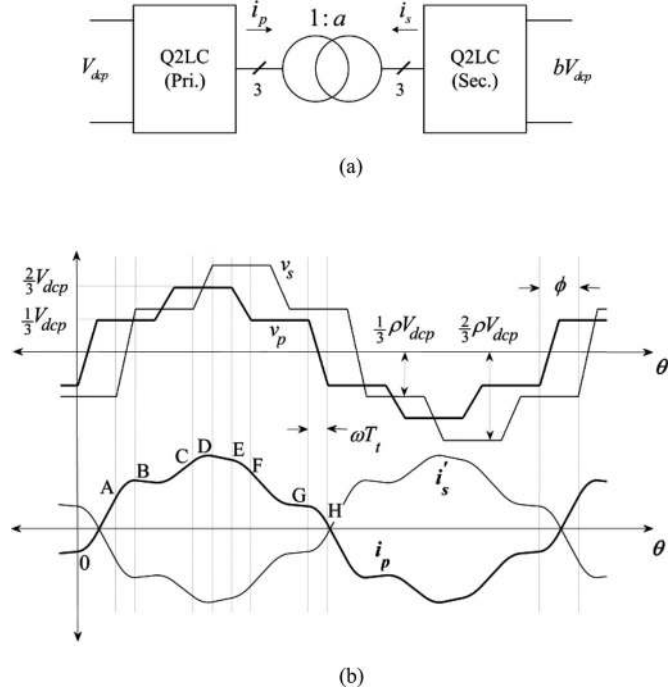 i_p 1:a i_s
V_dcp Q2LC (Pri.) 3 3 Q2LC (Sec.) bV_dcp
(a)
2/3 V_dcp
1/3 V_dcp
v_s
v_p
1/3 ρV_dcp 2/3 ρV_dcp
ϕ
θ
ωT_t
A B C D E F G H
i_s'
0
i_p
θ
(b)